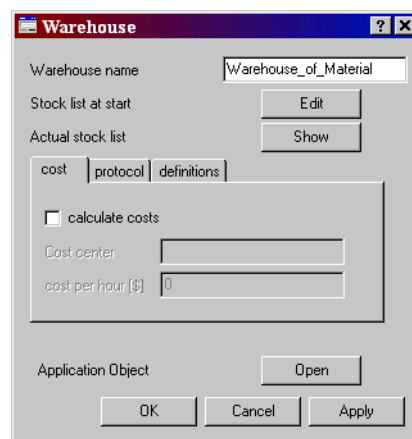 Warehouse
Warehouse name Warehouse_of_Material
Stock list at start Edit
Actual stock list Show
cost protocol definitions
calculate costs
Cost center
cost per hour [$] 0
Application Object Open
OK Cancel Apply